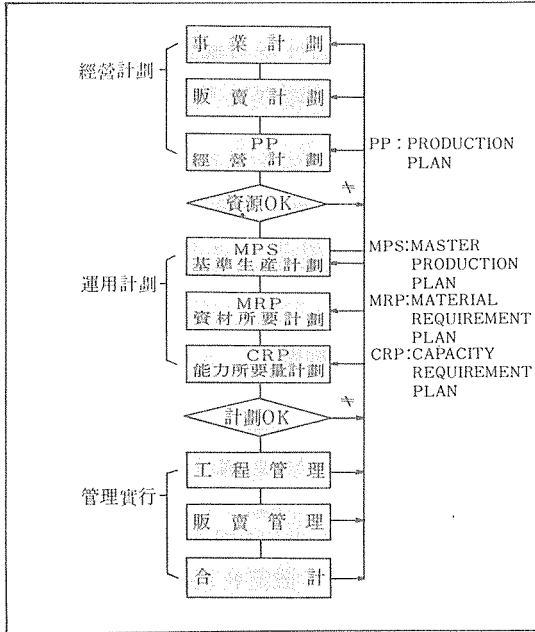 事業計劃
經營計劃
販賣計劃
PP
經營計劃
PP：PRODUCTION
PLAN
資源OK
≠
MPS
基準生産計劃
MPS:MASTER
PRODUCTION
PLAN
運用計劃
MRP
資材所要計劃
MRP:MATERIAL
REQUIREMENT
PLAN
CRP
能力所要量計劃
CRP:CAPACITY
REQUIREMENT
PLAN
計劃OK
≠
工程管理
管理實行
販賣管理
合計